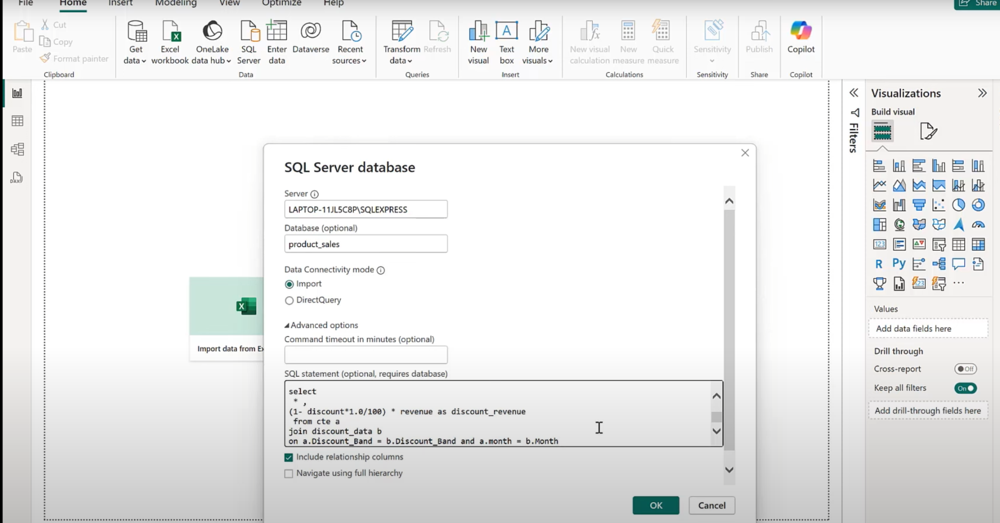 File
Home
Insert
Modeling
View
Optimize
Help
Share
Paste
Cut
Copy
Format painter
Clipboard
Get data
Excel workbook
OneLake data hub
SQL Server
Enter data
Dataverse
Recent sources
Data
Transform data
Refresh
Queries
New visual
Text box
More visuals
Insert
New visual calculation
New measure
Quick measure
Calculations
Sensitivity
Sensitivity
Publish
Share
Copilot
Copilot
DAX
Import data from Ex
SQL Server database
Server
LAPTOP-11JL5C8P\SQLEXPRESS
Database (optional)
product_sales
Data Connectivity mode
Import
DirectQuery
Advanced options
Command timeout in minutes (optional)
SQL statement (optional, requires database)
select
* ,
(1- discount*1.0/100) * revenue as discount_revenue
from cte a
join discount_data b
on a.Discount_Band = b.Discount_Band and a.month = b.Month
Include relationship columns
Navigate using full hierarchy
OK
Cancel
Filters
Visualizations
Build visual
123
R
Py
123
...
Values
Add data fields here
Drill through
Cross-report
Off
Keep all filters
On
Add drill-through fields here